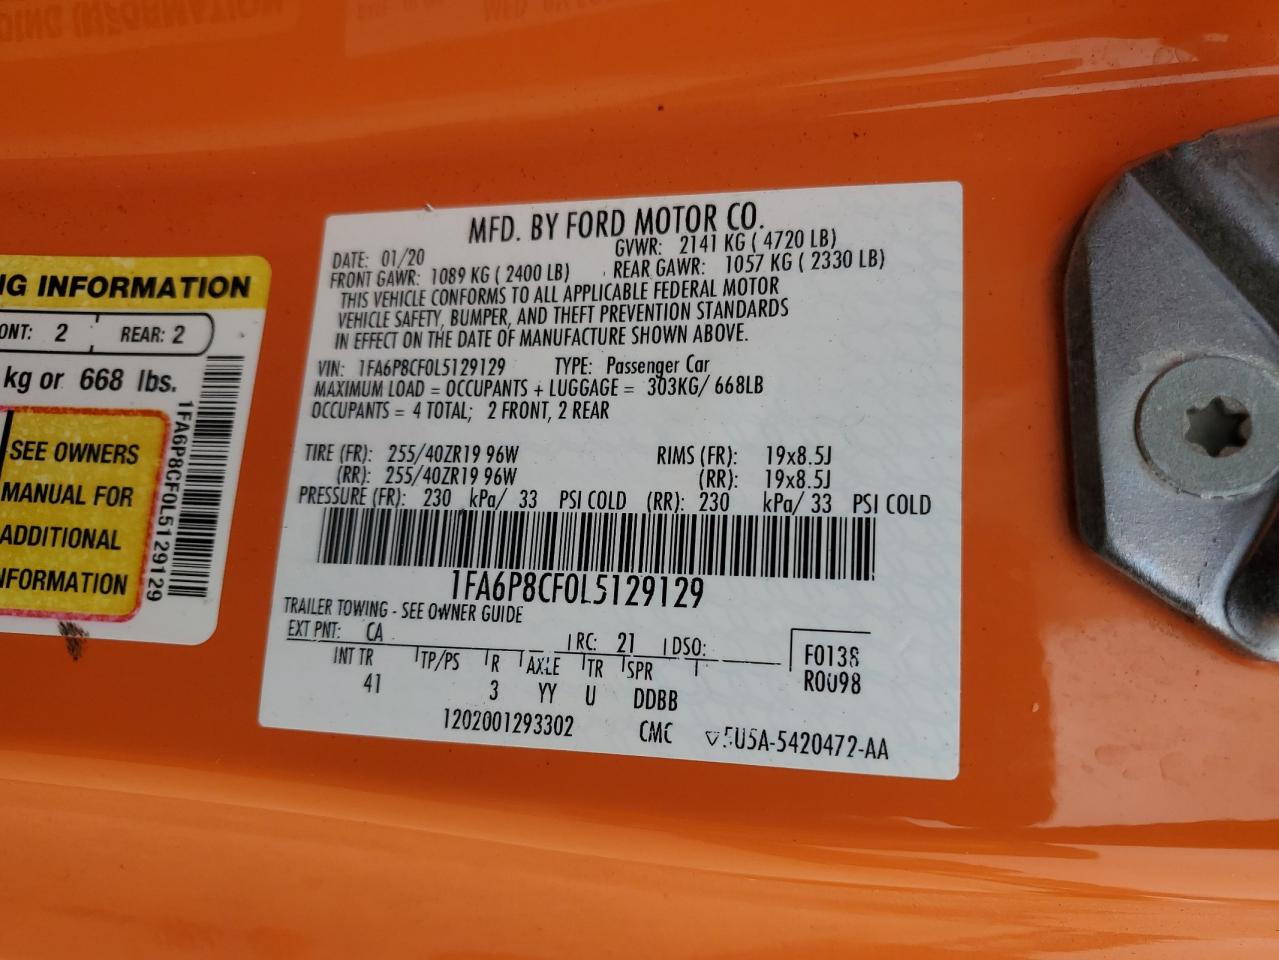 MFD. BY FORD MOTOR CO.
DATE: 01/20
GVWR: 2141 KG ( 4720 LB)
FRONT GAWR: 1089 KG ( 2400 LB)
REAR GAWR: 1057 KG ( 2330 LB)
THIS VEHICLE CONFORMS TO ALL APPLICABLE FEDERAL MOTOR
VEHICLE SAFETY, BUMPER, AND THEFT PREVENTION STANDARDS
IN EFFECT ON THE DATE OF MANUFACTURE SHOWN ABOVE.
VIN: 1FA6P8CF0L5129129 TYPE: Passenger Car
MAXIMUM LOAD = OCCUPANTS + LUGGAGE = 303KG/ 668LB
OCCUPANTS = 4 TOTAL; 2 FRONT, 2 REAR
TIRE (FR): 255/40ZR19 96W RIMS (FR): 19x8.5J
(RR): 255/40ZR19 96W (RR): 19x8.5J
PRESSURE (FR): 230 kPa/ 33 PSI COLD (RR): 230 kPa/ 33 PSI COLD
1FA6P8CF0L5129129
TRAILER TOWING - SEE OWNER GUIDE
EXT PNT: CA RC: 21 DSO:
F0138
R0098
INT TR TP/PS R AXLE TR SPR
41 3 YY U DDBB
1202001293302 CMC 5U5A-5420472-AA
NG INFORMATION
ONT: 2 REAR: 2
kg or 668 lbs.
SEE OWNERS
MANUAL FOR
ADDITIONAL
NFORMATION
1FA6P8CF0L5129129